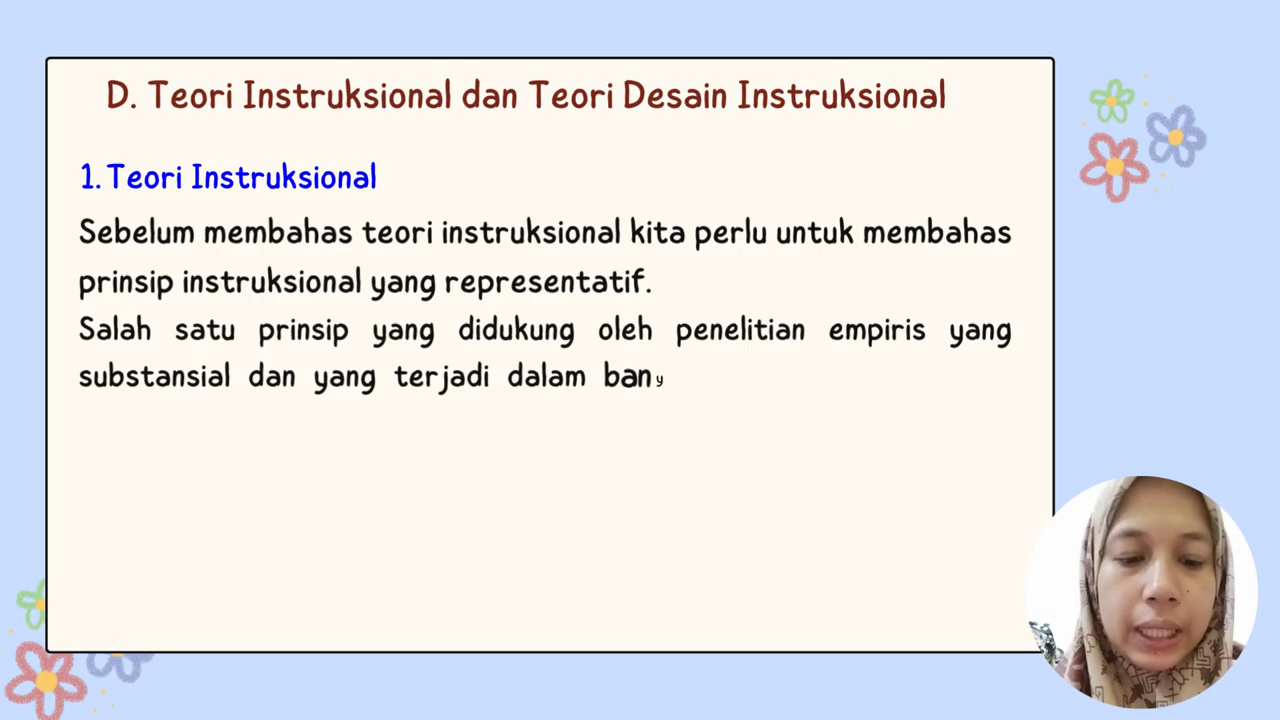 D. Teori Instruksional dan Teori Desain Instruksional
1. Teori Instruksional
Sebelum membahas teori instruksional kita perlu untuk membahas
prinsip instruksional yang representatif.
Salah satu prinsip yang didukung oleh penelitian empiris yang
substansial dan yang terjadi dalam bany